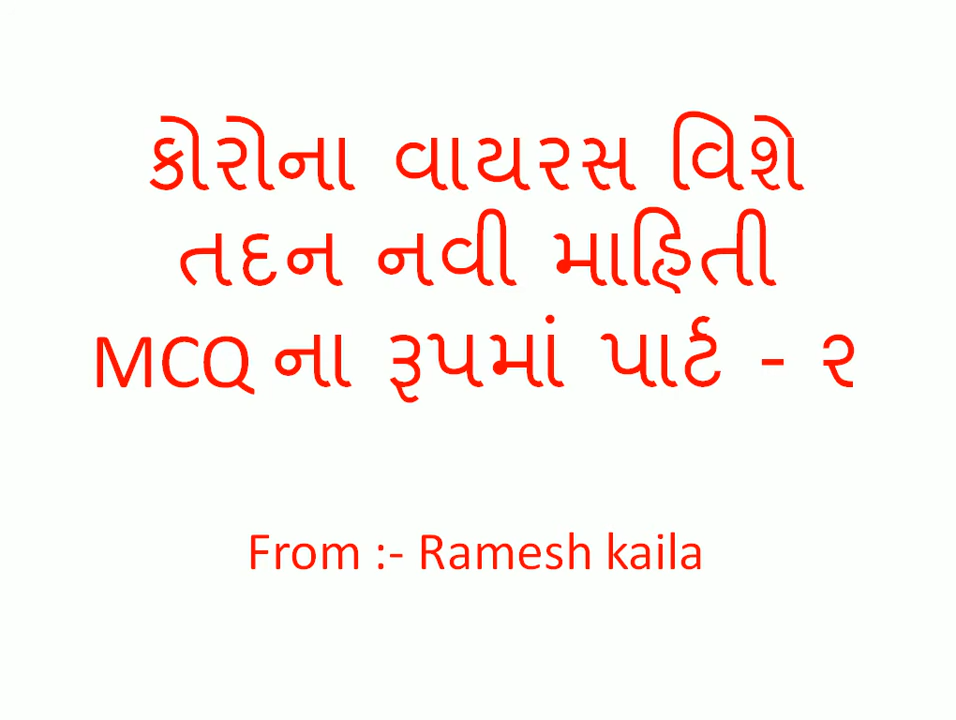 કોરોના વાયરસ વિશે
તદન નવી માહિતી
MCQ ના રૂપમાં પાર્ટ - ૨
From :- Ramesh kaila